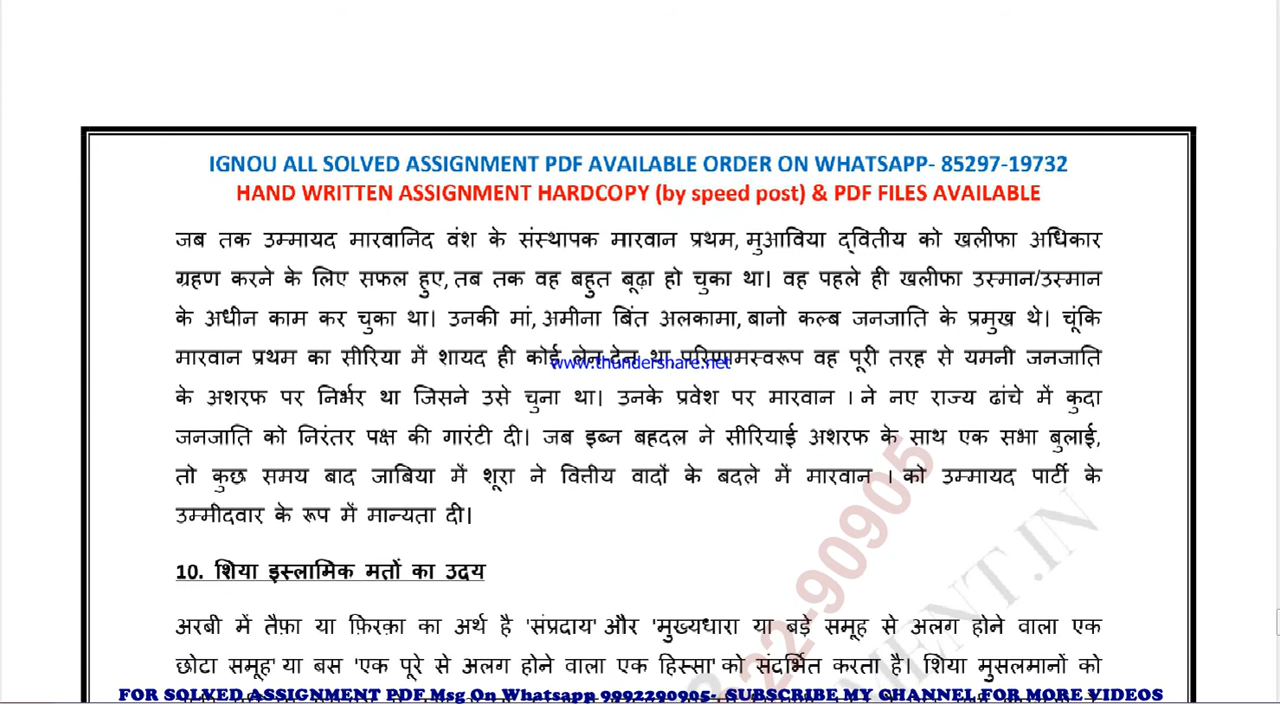 IGNOU ALL SOLVED ASSIGNMENT PDF AVAILABLE ORDER ON WHATSAPP- 85297-19732
HAND WRITTEN ASSIGNMENT HARDCOPY (by speed post) & PDF FILES AVAILABLE
जब तक उम्मायद मारवानिद वंश के संस्थापक मारवान प्रथम, मुआविया द्वितीय को खलीफा अधिकार
ग्रहण करने के लिए सफल हुए, तब तक वह बहुत बूढ़ा हो चुका था। वह पहले ही खलीफा उस्मान/उस्मान
के अधीन काम कर चुका था। उनकी मां, अमीना बिंत अलकामा, बानो कल्ब जनजाति के प्रमुख थे। चूंकि
मारवान प्रथम का सीरिया में शायद ही कोई लेन देन था परिणामस्वरूप वह पूरी तरह से यमनी जनजाति
www.thundershare.net
के अशरफ पर निर्भर था जिसने उसे चुना था। उनके प्रवेश पर मारवान । ने नए राज्य ढांचे में कुदा
जनजाति को निरंतर पक्ष की गारंटी दी। जब इब्न बहदल ने सीरियाई अशरफ के साथ एक सभा बुलाई,
तो कुछ समय बाद जाबिया में शूरा ने वित्तीय वादों के बदले में मारवान । को उम्मायद पार्टी के
उम्मीदवार के रूप में मान्यता दी।
22-90905
MENT.IN
10. शिया इस्लामिक मतों का उदय
अरबी में तैफ़ा या फ़िरक़ा का अर्थ है 'संप्रदाय' और 'मुख्यधारा या बड़े समूह से अलग होने वाला एक
छोटा समूह' या बस 'एक पूरे से अलग होने वाला एक हिस्सा' को संदर्भित करता है। शिया मुसलमानों को
FOR SOLVED ASSIGNMENT PDF Msg On Whatsapp 9992290905- SUBSCRIBE MY CHANNEL FOR MORE VIDEOS